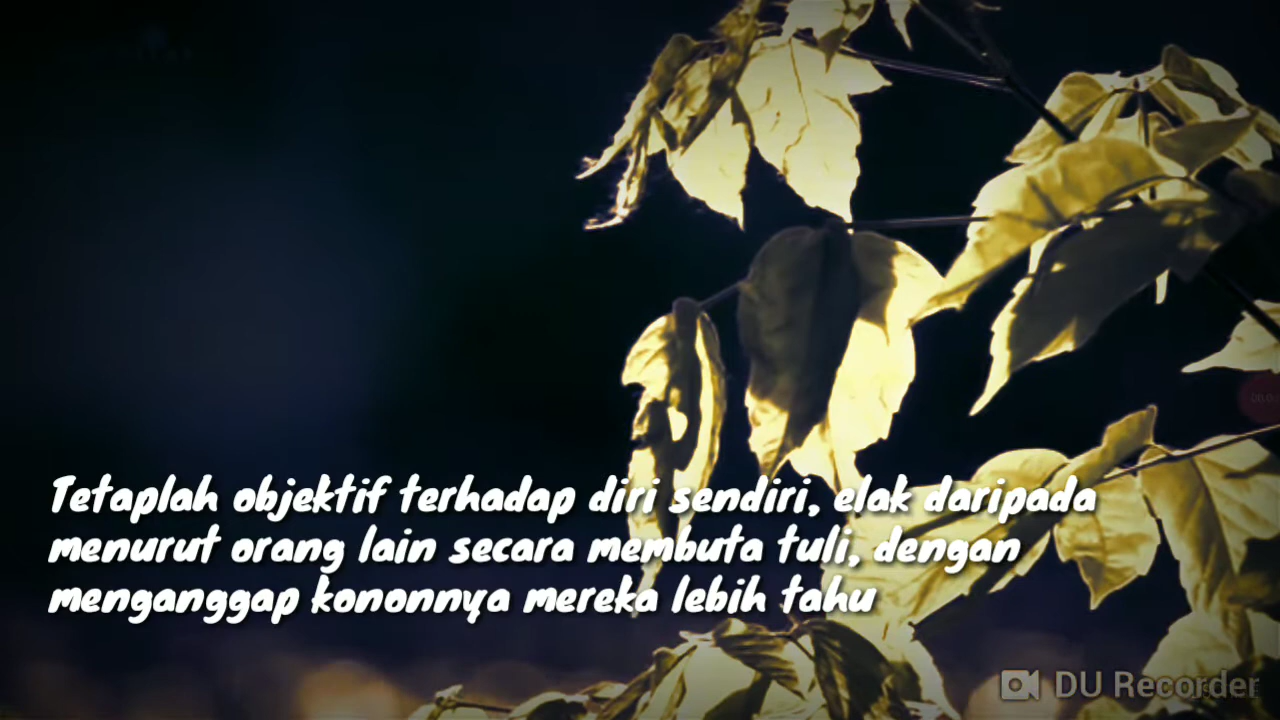 Tetaplah objektif terhadap diri sendiri, elak daripada
menurut orang lain secara membuta tuli, dengan
menganggap kononnya mereka lebih tahu
DU Recorder